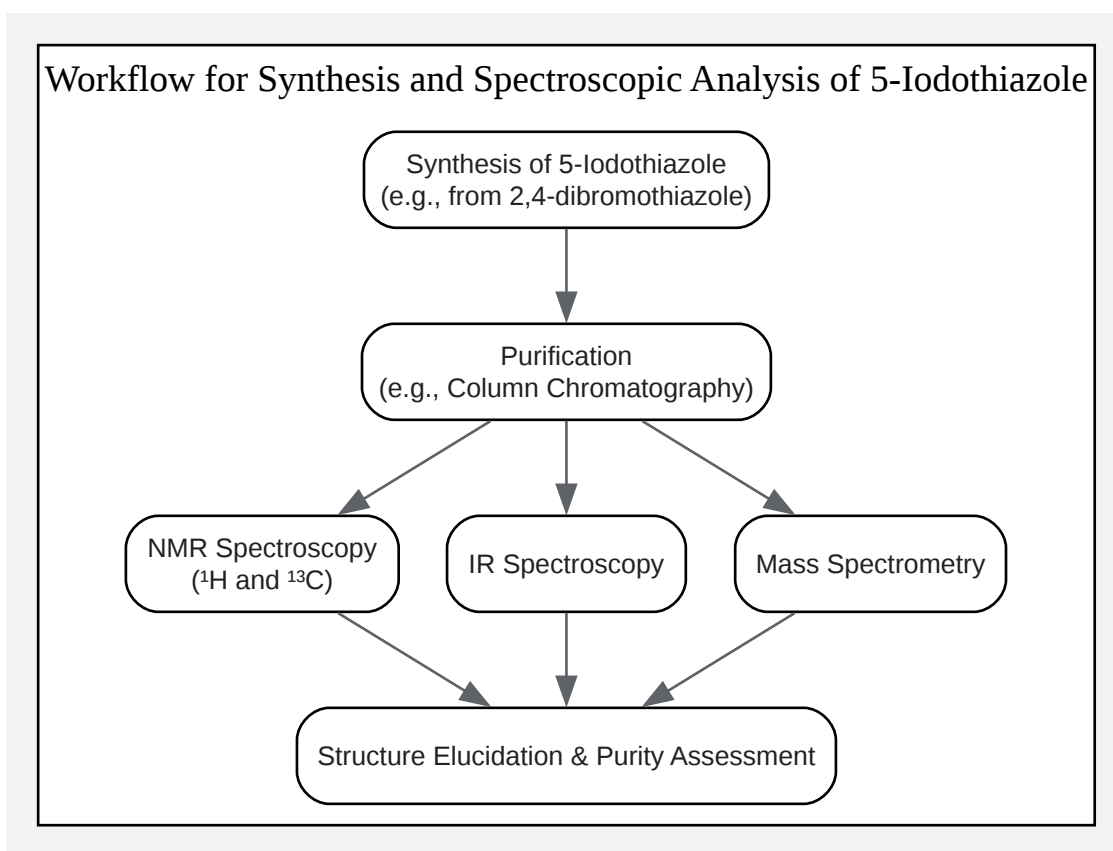 Workflow for Synthesis and Spectroscopic Analysis of 5-Iodothiazole
Synthesis of 5-Iodothiazole
(e.g., from 2,4-dibromothiazole)
Purification
(e.g., Column Chromatography)
NMR Spectroscopy
(¹H and ¹³C)
IR Spectroscopy
Mass Spectrometry
Structure Elucidation & Purity Assessment